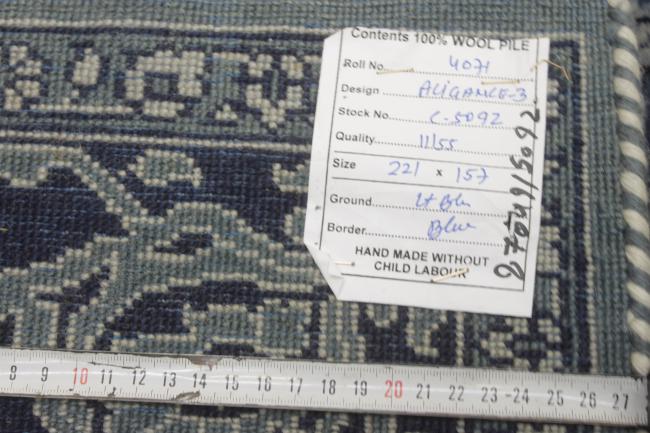 Contents 100% WOOL PILE
Roll No. 4071
Design ALIGANCE-3
Stock No. C-5092
Quality 11/55
Size 221 x 157
Ground Lt Blu
Border Blue
HAND MADE WITHOUT
CHILD LABOUR
8 9 10 11 12 13 14 15 16 17 18 19 20 21 22 23 24 25 26 27